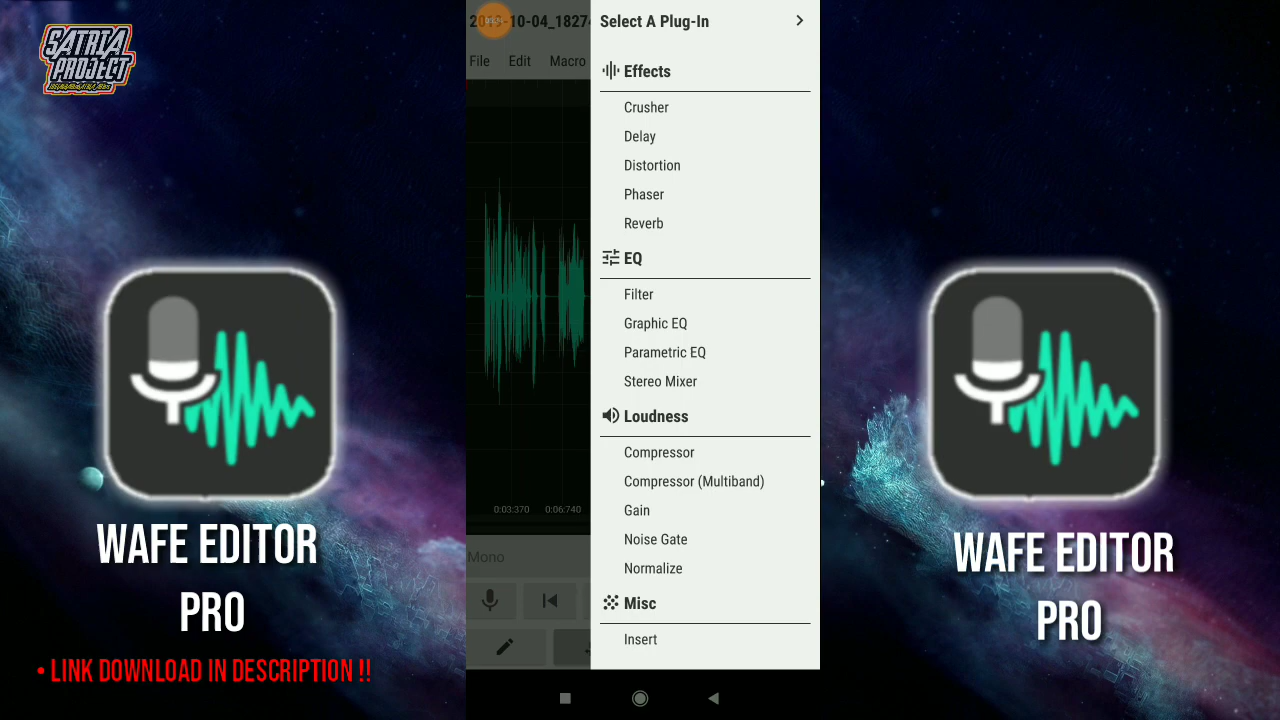 SATRIA
PROJECT
WAFE EDITOR
PRO
• LINK DOWNLOAD IN DESCRIPTION !!
File Edit Macro
0:03:370 0:06:740
Mono
Select A Plug-In
Effects
Crusher
Delay
Distortion
Phaser
Reverb
EQ
Filter
Graphic EQ
Parametric EQ
Stereo Mixer
Loudness
Compressor
Compressor (Multiband)
Gain
Noise Gate
Normalize
Misc
Insert
WAFE EDITOR
PRO